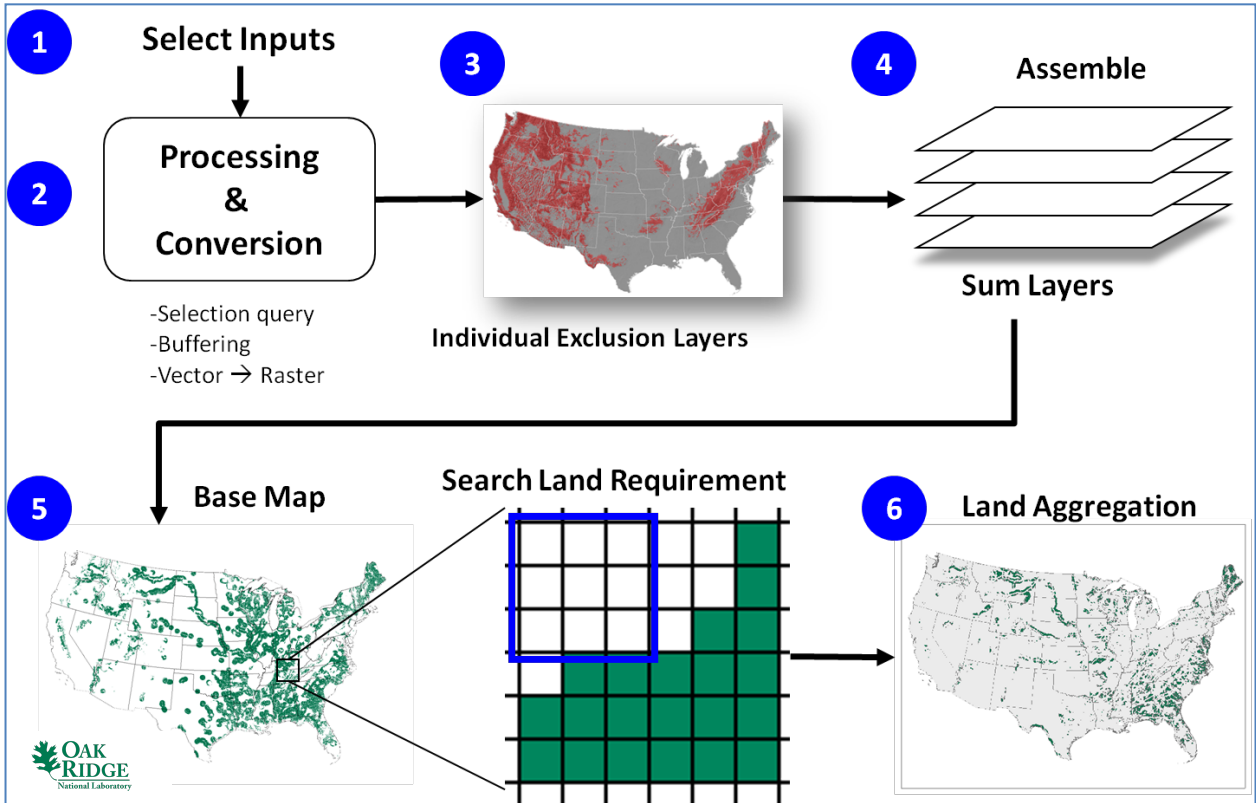 1
Select Inputs
2
Processing
&
Conversion
-Selection query
-Buffering
-Vector → Raster
3
Individual Exclusion Layers
4
Assemble
Sum Layers
5
Base Map
Search Land Requirement
6
Land Aggregation
OAK
RIDGE
National Laboratory